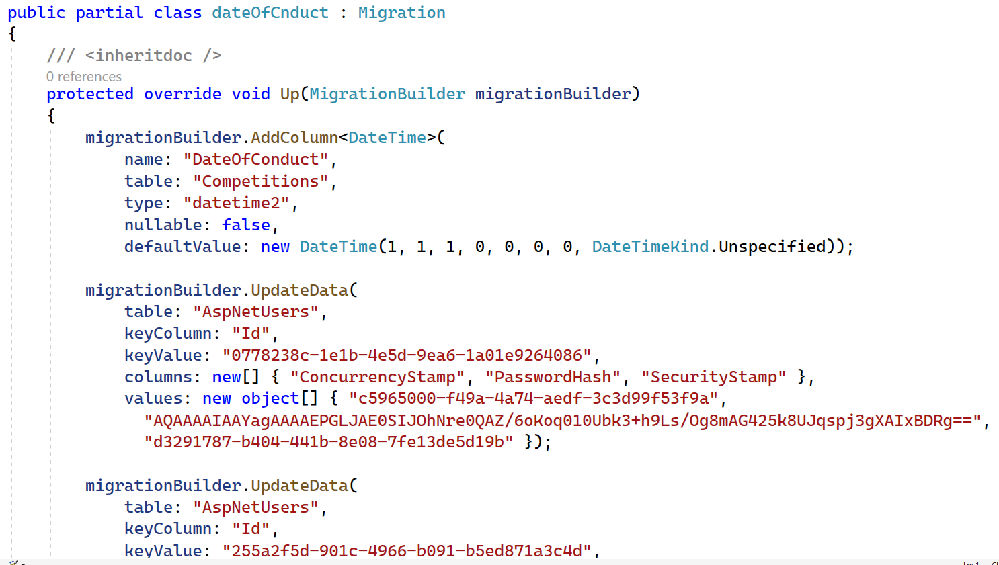 public partial class dateOfCnduct : Migration
{
/// <inheritdoc />
0 references
protected override void Up(MigrationBuilder migrationBuilder)
{
migrationBuilder.AddColumn<DateTime>(
name: "DateOfConduct",
table: "Competitions",
type: "datetime2",
nullable: false,
defaultValue: new DateTime(1, 1, 1, 0, 0, 0, 0, DateTimeKind.Unspecified));
migrationBuilder.UpdateData(
table: "AspNetUsers",
keyColumn: "Id",
keyValue: "0778238c-1e1b-4e5d-9ea6-1a01e9264086",
columns: new[] { "ConcurrencyStamp", "PasswordHash", "SecurityStamp" },
values: new object[] { "c5965000-f49a-4a74-aedf-3c3d99f53f9a",
"AQAAAAIAAYagAAAAEPGLJAE0SIJOhNre0QAZ/6oKoq010Ubk3+h9Ls/Og8mAG425k8UJqspj3gXAIxBDRg==",
"d3291787-b404-441b-8e08-7fe13de5d19b" });
migrationBuilder.UpdateData(
table: "AspNetUsers",
keyColumn: "Id",
keyValue: "255a2f5d-901c-4966-b091-b5ed871a3c4d",